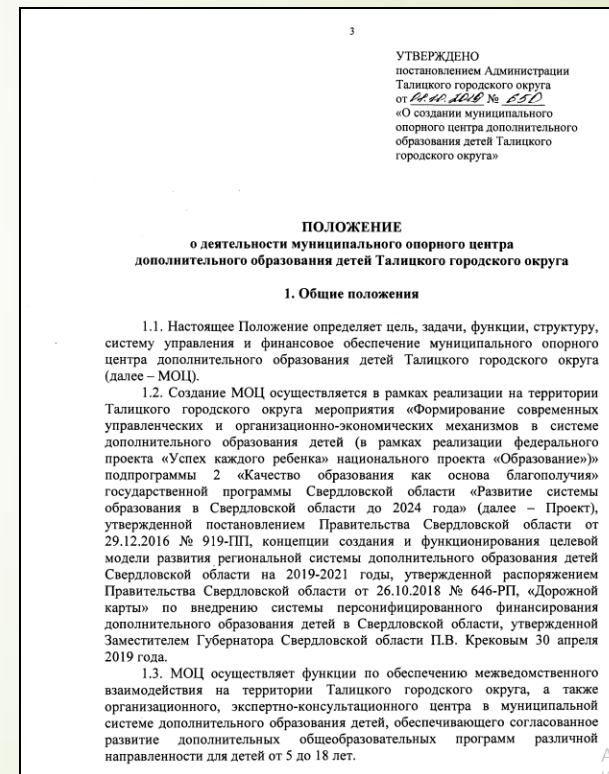 3
УТВЕРЖДЕНО
постановлением Администрации
Талицкого городского округа
от № 650
«О создании муниципального
опорного центра дополнительного
образования детей Талицкого
городского округа»
ПОЛОЖЕНИЕ
о деятельности муниципального опорного центра
дополнительного образования детей Талицкого городского округа
1. Общие положения
1.1. Настоящее Положение определяет цель, задачи, функции, структуру,
систему управления и финансовое обеспечение муниципального опорного
центра дополнительного образования детей Талицкого городского округа
(далее – МОЦ).
1.2. Создание МОЦ осуществляется в рамках реализации на территории
Талицкого городского округа мероприятия «Формирование современных
управленческих и организационно-экономических механизмов в системе
дополнительного образования детей (в рамках реализации федерального
проекта «Успех каждого ребенка» национального проекта «Образование»)»
подпрограммы 2 «Качество образования как основа благополучия»
государственной программы Свердловской области «Развитие системы
образования в Свердловской области до 2024 года» (далее – Проект),
утвержденной постановлением Правительства Свердловской области от
29.12.2016 № 919-ПП, концепции создания и функционирования целевой
модели развития региональной системы дополнительного образования детей
Свердловской области на 2019-2021 годы, утвержденной распоряжением
Правительства Свердловской области от 26.10.2018 № 646-РП, «Дорожной
карты» по внедрению системы персонифицированного финансирования
дополнительного образования детей в Свердловской области, утвержденной
Заместителем Губернатора Свердловской области П.В. Крековым 30 апреля
2019 года.
1.3. МОЦ осуществляет функции по обеспечению межведомственного
взаимодействия на территории Талицкого городского округа, а также
организационного, экспертно-консультационного центра в муниципальной
системе дополнительного образования детей, обеспечивающего согласованное
развитие дополнительных общеобразовательных программ различной
направленности для детей от 5 до 18 лет.